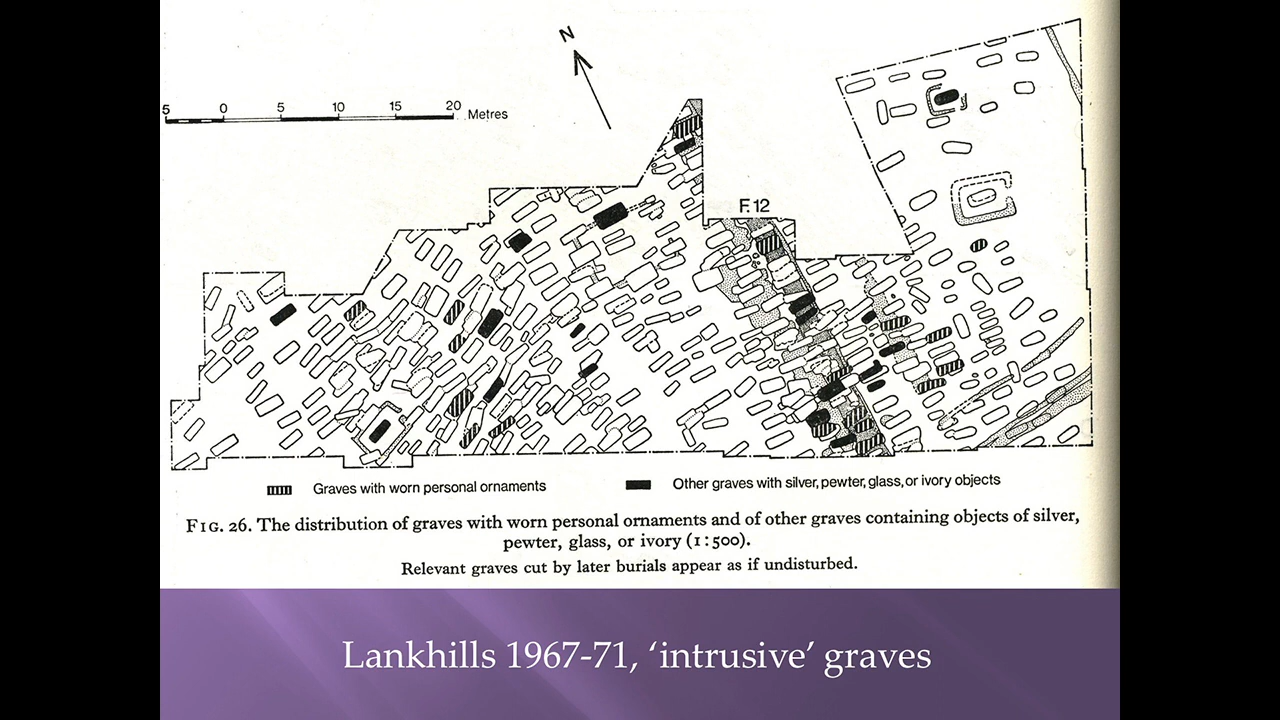 N
5 0 5 10 15 20 Metres
F.12
Graves with worn personal ornaments
Other graves with silver, pewter, glass, or ivory objects
FIG. 26. The distribution of graves with worn personal ornaments and of other graves containing objects of silver,
pewter, glass, or ivory (1:500).
Relevant graves cut by later burials appear as if undisturbed.
Lankhills 1967-71, ‘intrusive’ graves